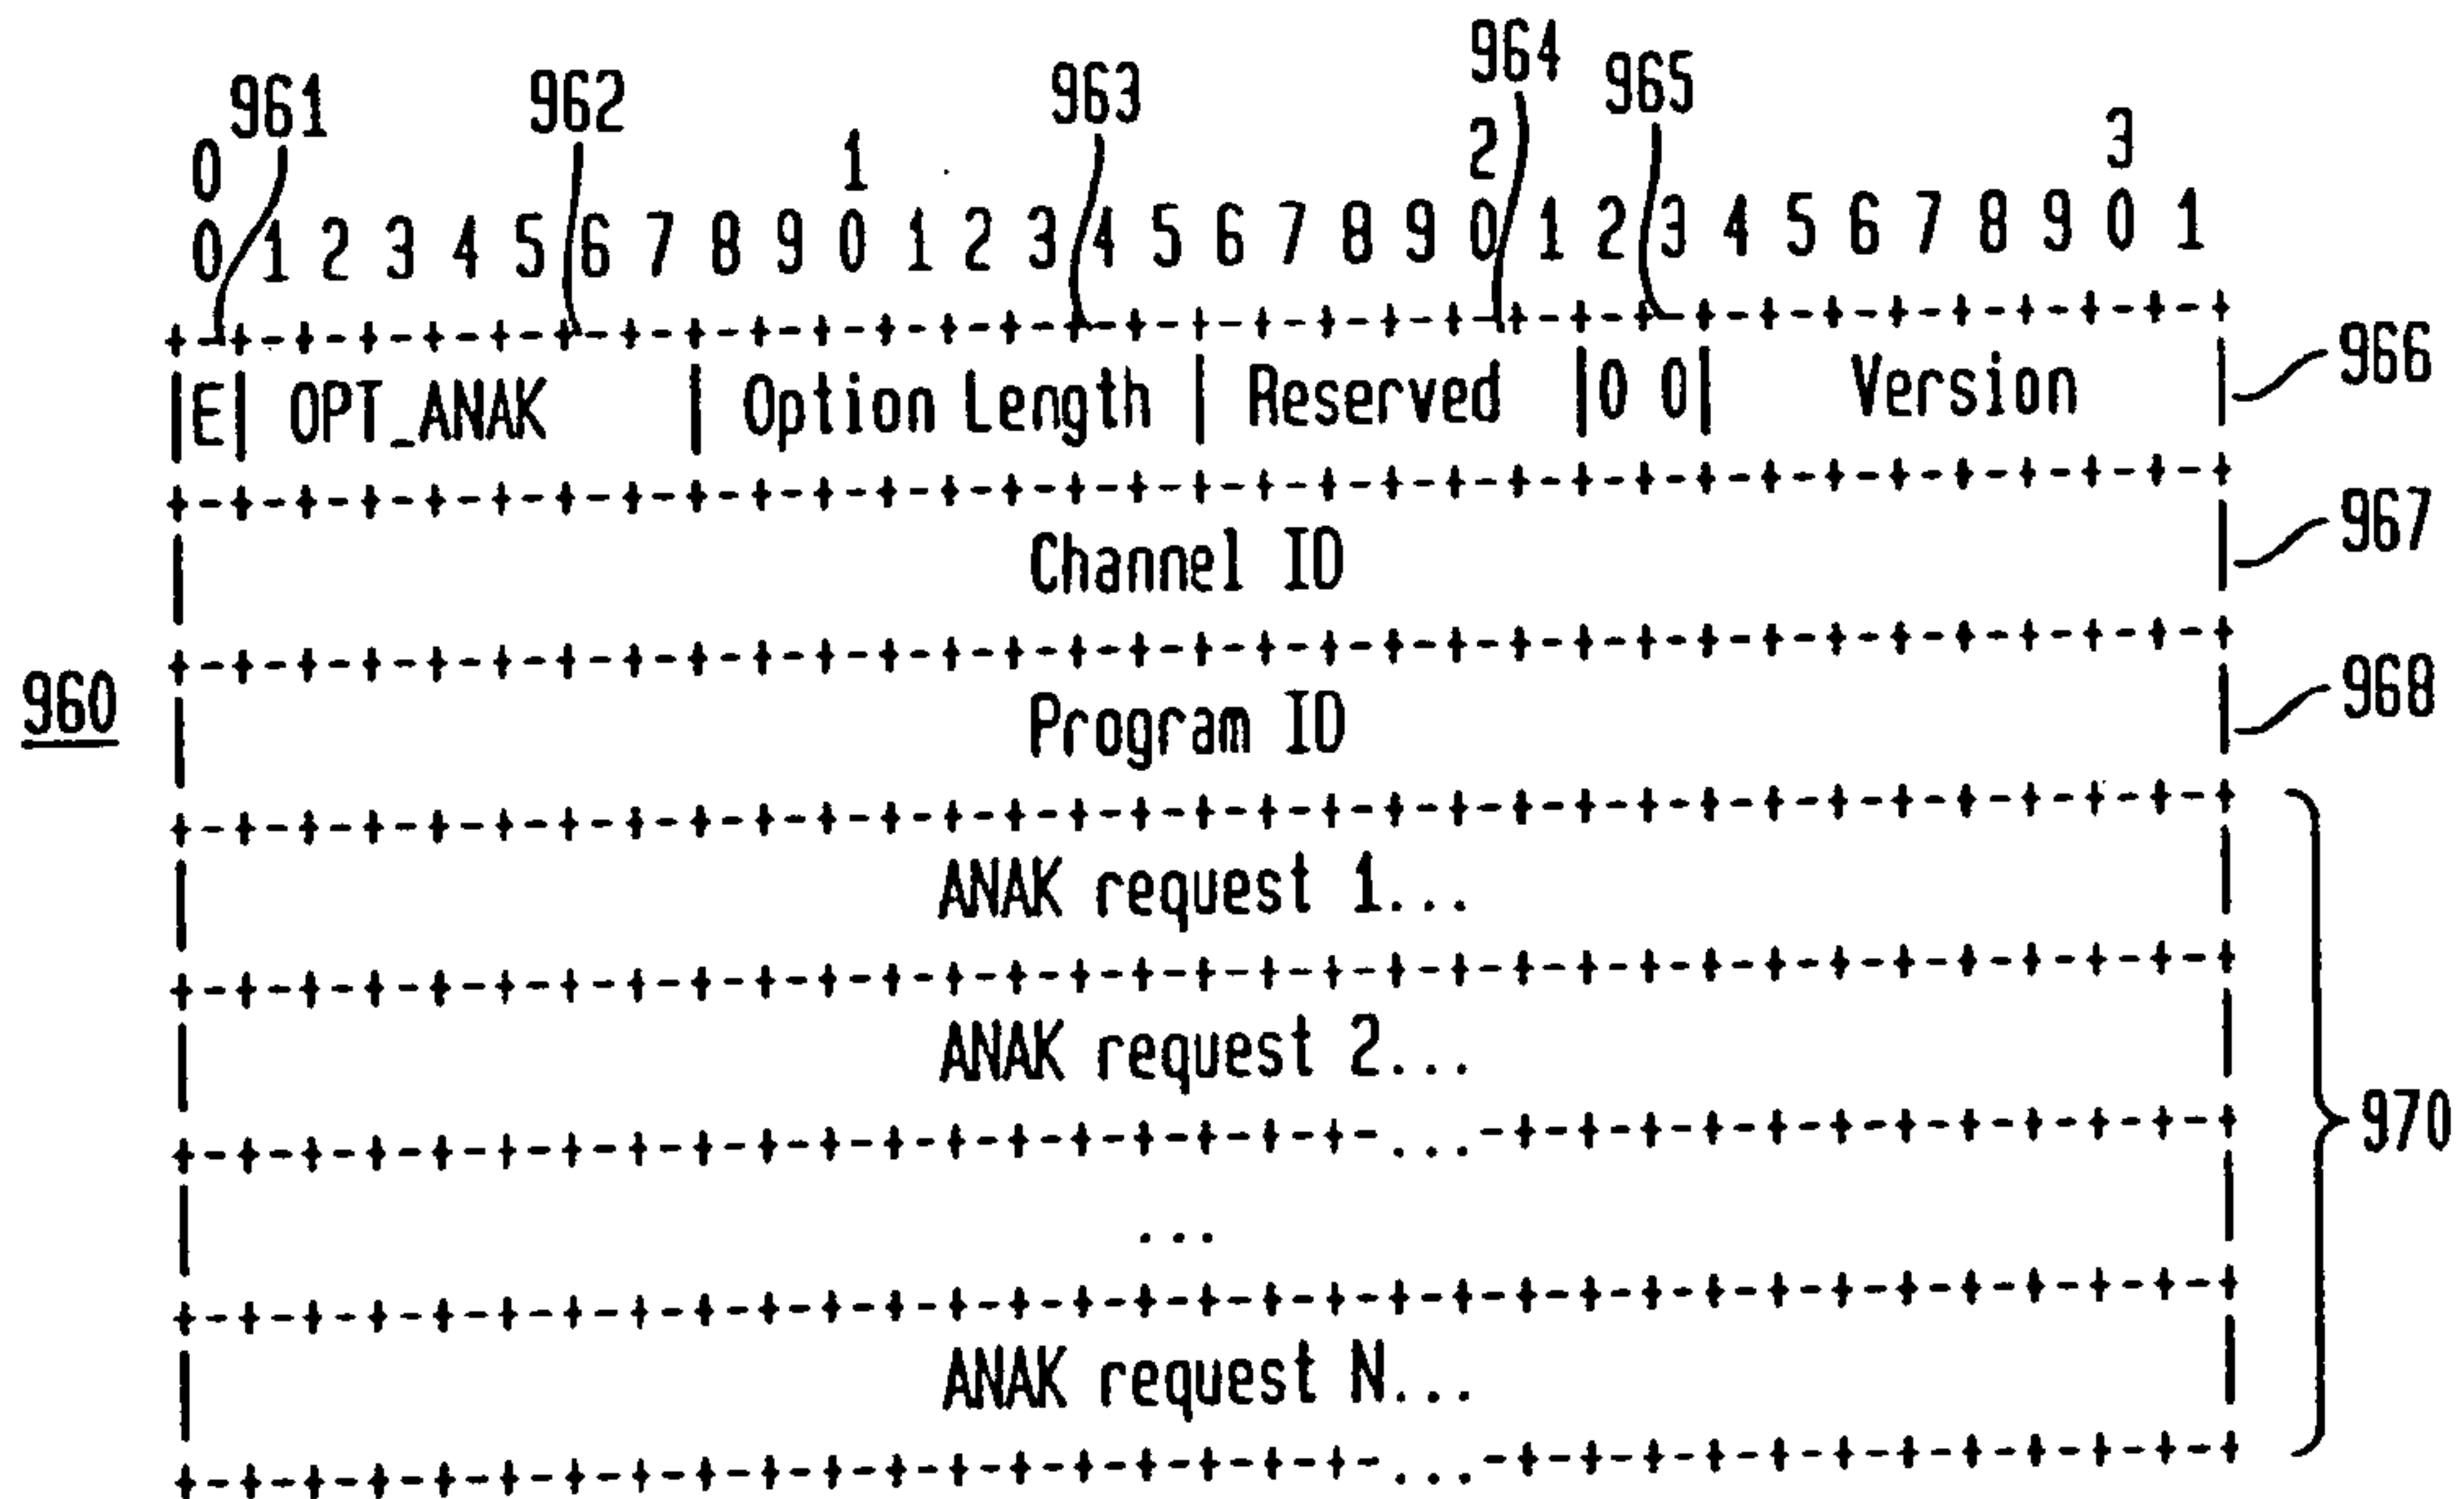 964
961 962 963 965
0 1 2 3
0 1 2 3 4 5 6 7 8 9 0 1 2 3 4 5 6 7 8 9 0 1 2 3 4 5 6 7 8 9 0 1
+-+-+-+-+-+-+-+-+-+-+-+-+-+-+-+-+-+-+-+-+-+-+-+-+-+-+-+-+-+-+-+-+
|E| OPT_ANAK | Option Length | Reserved |0 0| Version | 966
+-+-+-+-+-+-+-+-+-+-+-+-+-+-+-+-+-+-+-+-+-+-+-+-+-+-+-+-+-+-+-+-+
| Channel ID | 967
+-+-+-+-+-+-+-+-+-+-+-+-+-+-+-+-+-+-+-+-+-+-+-+-+-+-+-+-+-+-+-+-+
960 | Program ID | 968
+-+-+-+-+-+-+-+-+-+-+-+-+-+-+-+-+-+-+-+-+-+-+-+-+-+-+-+-+-+-+-+-+
| ANAK request 1... |
+-+-+-+-+-+-+-+-+-+-+-+-+-+-+-+-+-+-+-+-+-+-+-+-+-+-+-+-+-+-+-+-+
| ANAK request 2... |
+-+-+-+-+-+-+-+-+-+-+-+-+-+-+-+-+-+-+-...-+-+-+-+-+-+-+-+-+-+-+-+ 970
| ... |
+-+-+-+-+-+-+-+-+-+-+-+-+-+-+-+-+-+-+-+-+-+-+-+-+-+-+-+-+-+-+-+-+
| ANAK request N... |
+-+-+-+-+-+-+-+-+-+-+-+-+-+-+-+-+-+-+-...-+-+-+-+-+-+-+-+-+-+-+-+